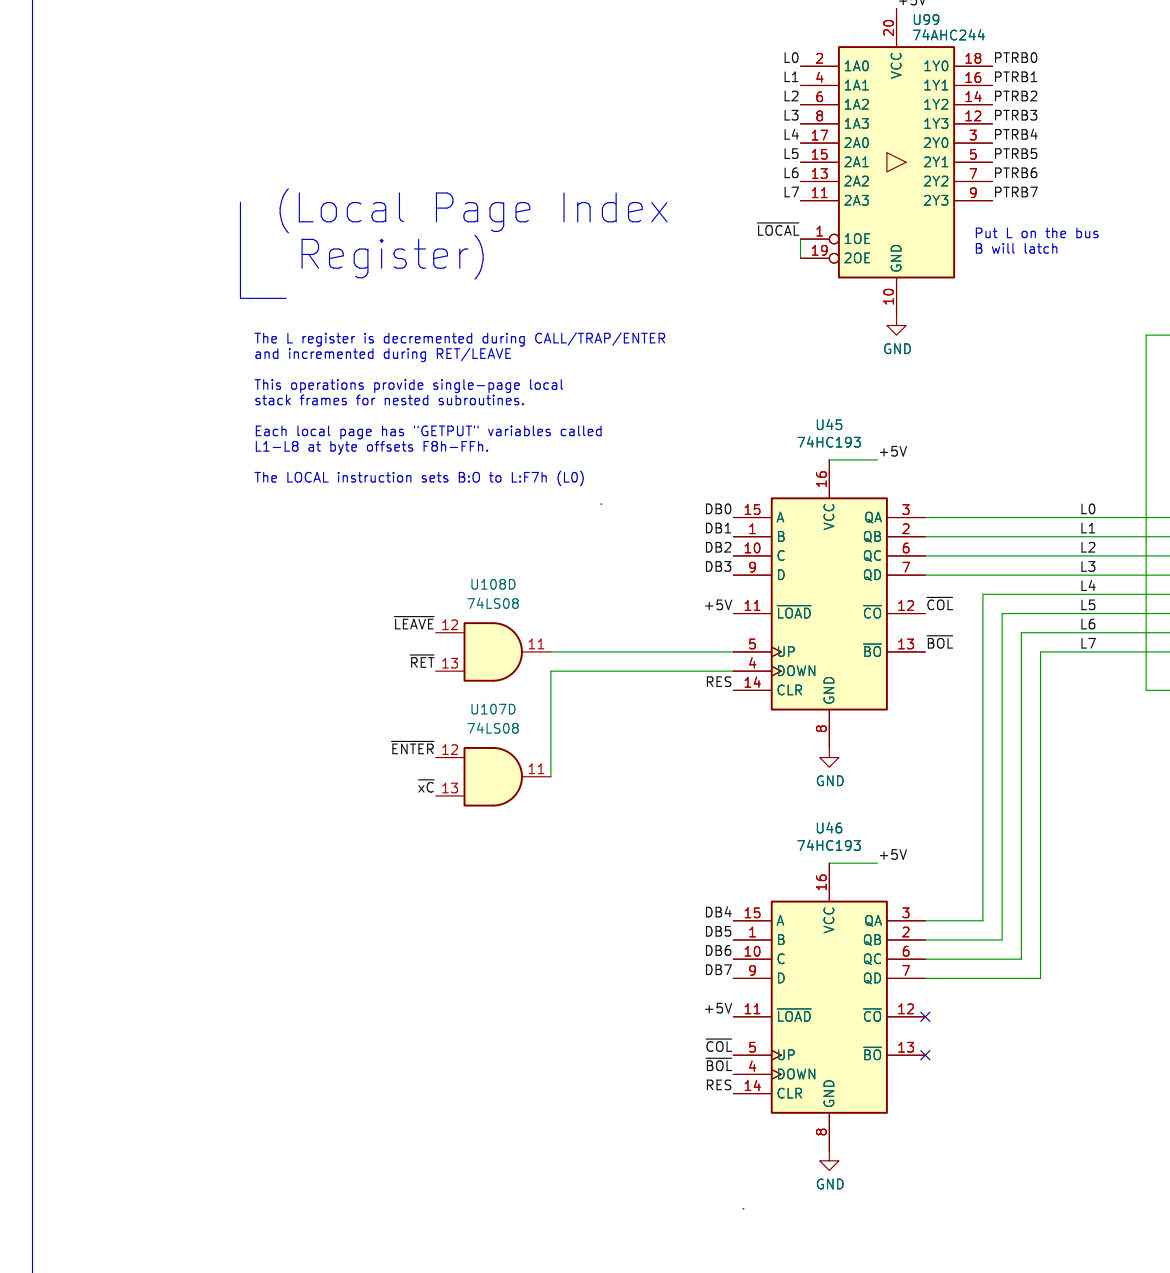 +5V
U99
74AHC244
20
VCC
L0 2 1A0 1Y0 18 PTRB0
L1 4 1A1 1Y1 16 PTRB1
L2 6 1A2 1Y2 14 PTRB2
L3 8 1A3 1Y3 12 PTRB3
L4 17 2A0 2Y0 3 PTRB4
L5 15 2A1 2Y1 5 PTRB5
L6 13 2A2 2Y2 7 PTRB6
L7 11 2A3 2Y3 9 PTRB7
LOCAL 1 1OE
19 2OE
GND
10
GND
Put L on the bus
B will latch
(Local Page Index
Register)
The L register is decremented during CALL/TRAP/ENTER
and incremented during RET/LEAVE
This operations provide single-page local
stack frames for nested subroutines.
Each local page has "GETPUT" variables called
L1-L8 at byte offsets F8h-FFh.
The LOCAL instruction sets B:O to L:F7h (L0)
U45
74HC193
+5V
16
VCC
DB0 15 A QA 3 L0
DB1 1 B QB 2 L1
DB2 10 C QC 6 L2
DB3 9 D QD 7 L3
L4
+5V 11 LOAD CO 12 COL L5
L6
5 UP BO 13 BOL L7
4 DOWN
RES 14 CLR
GND
8
GND
U108D
74LS08
LEAVE 12
11
RET 13
U107D
74LS08
ENTER 12
11
xC 13
U46
74HC193
+5V
16
VCC
DB4 15 A QA 3
DB5 1 B QB 2
DB6 10 C QC 6
DB7 9 D QD 7
+5V 11 LOAD CO 12
COL 5 UP BO 13
BOL 4 DOWN
RES 14 CLR
GND
8
GND